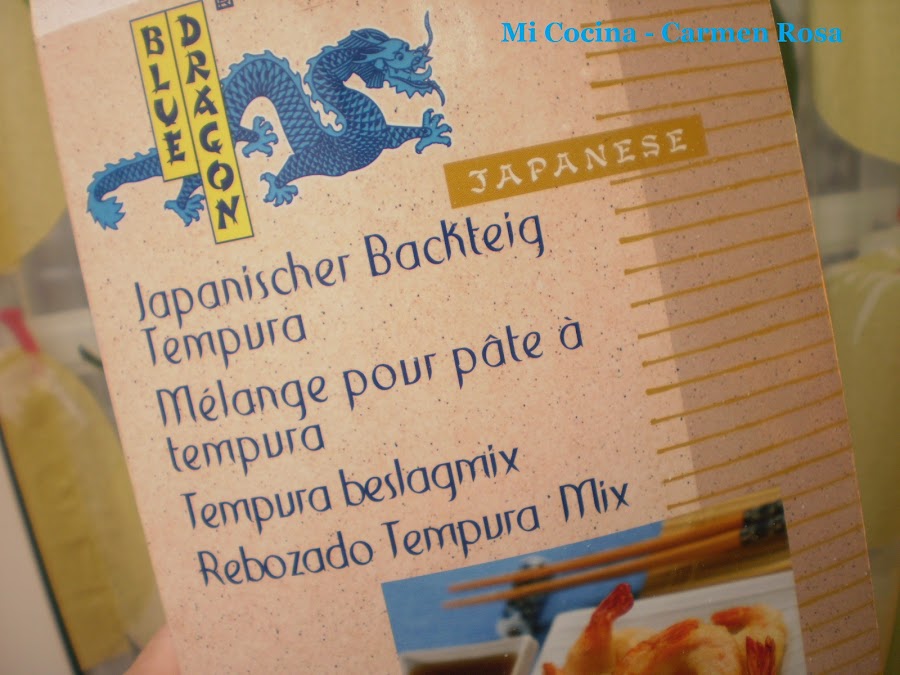 Mi Cocina - Carmen Rosa
BLUE
DRAGON
JAPANESE
Japanischer Backteig
Tempura
Mélange pour pâte à
tempura
Tempura beslagmix
Rebozado Tempura Mix